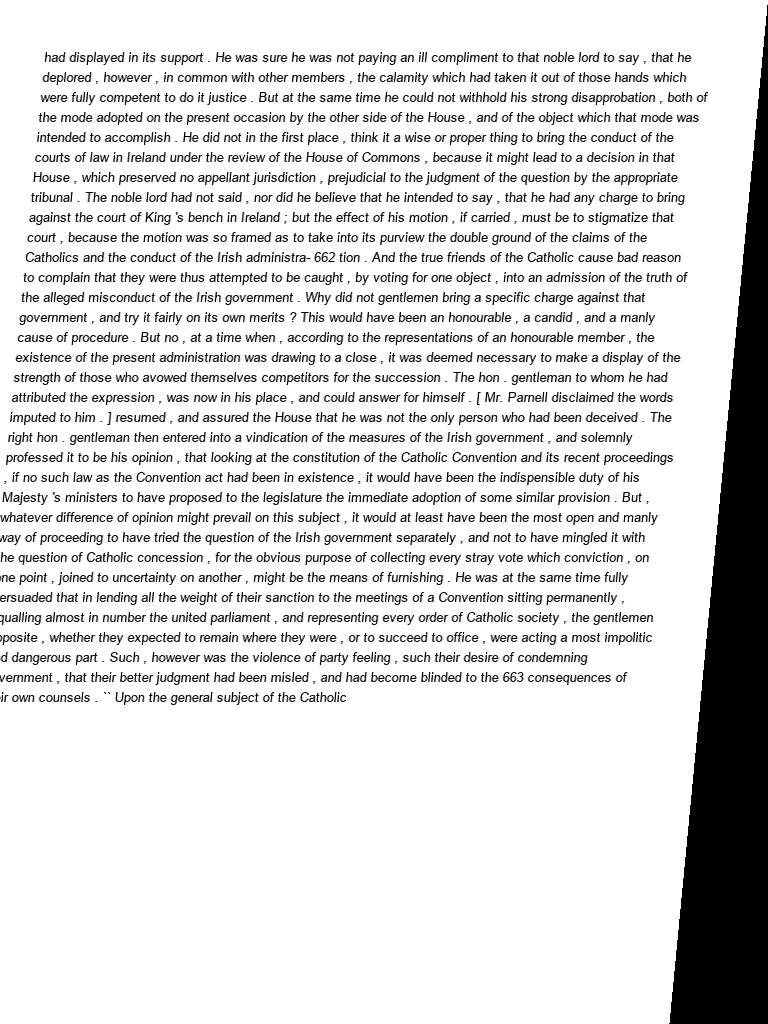 had displayed in its support . He was sure he was not paying an ill compliment to that noble lord to say , that he
deplored , however , in common with other members , the calamity which had taken it out of those hands which
were fully competent to do it justice . But at the same time he could not withhold his strong disapprobation , both of
the mode adopted on the present occasion by the other side of the House , and of the object which that mode was
intended to accomplish . He did not in the first place , think it a wise or proper thing to bring the conduct of the
courts of law in Ireland under the review of the House of Commons , because it might lead to a decision in that
House , which preserved no appellant jurisdiction , prejudicial to the judgment of the question by the appropriate
tribunal . The noble lord had not said , nor did he believe that he intended to say , that he had any charge to bring
against the court of King 's bench in Ireland ; but the effect of his motion , if carried , must be to stigmatize that
court , because the motion was so framed as to take into its purview the double ground of the claims of the
Catholics and the conduct of the Irish administra- 662 tion . And the true friends of the Catholic cause bad reason
to complain that they were thus attempted to be caught , by voting for one object , into an admission of the truth of
the alleged misconduct of the Irish government . Why did not gentlemen bring a specific charge against that
government , and try it fairly on its own merits ? This would have been an honourable , a candid , and a manly
cause of procedure . But no , at a time when , according to the representations of an honourable member , the
existence of the present administration was drawing to a close , it was deemed necessary to make a display of the
strength of those who avowed themselves competitors for the succession . The hon . gentleman to whom he had
attributed the expression , was now in his place , and could answer for himself . [ Mr. Parnell disclaimed the words
imputed to him . ] resumed , and assured the House that he was not the only person who had been deceived . The
right hon . gentleman then entered into a vindication of the measures of the Irish government , and solemnly
professed it to be his opinion , that looking at the constitution of the Catholic Convention and its recent proceedings
, if no such law as the Convention act had been in existence , it would have been the indispensible duty of his
Majesty 's ministers to have proposed to the legislature the immediate adoption of some similar provision . But ,
whatever difference of opinion might prevail on this subject , it would at least have been the most open and manly
way of proceeding to have tried the question of the Irish government separately , and not to have mingled it with
he question of Catholic concession , for the obvious purpose of collecting every stray vote which conviction , on
ne point , joined to uncertainty on another , might be the means of furnishing . He was at the same time fully
ersuaded that in lending all the weight of their sanction to the meetings of a Convention sitting permanently ,
qualling almost in number the united parliament , and representing every order of Catholic society , the gentlemen
pposite , whether they expected to remain where they were , or to succeed to office , were acting a most impolitic
d dangerous part . Such , however was the violence of party feeling , such their desire of condemning
vernment , that their better judgment had been misled , and had become blinded to the 663 consequences of
ir own counsels . `` Upon the general subject of the Catholic